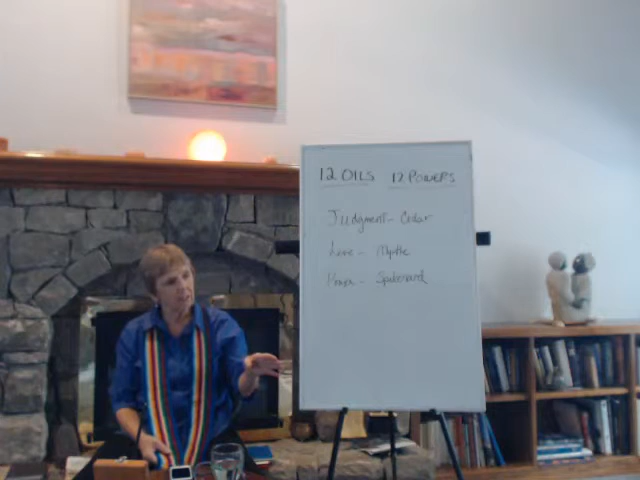 12 OILS 12 POWERS
Judgment - Cedar
Love - Myrtle
Power - Spikenard